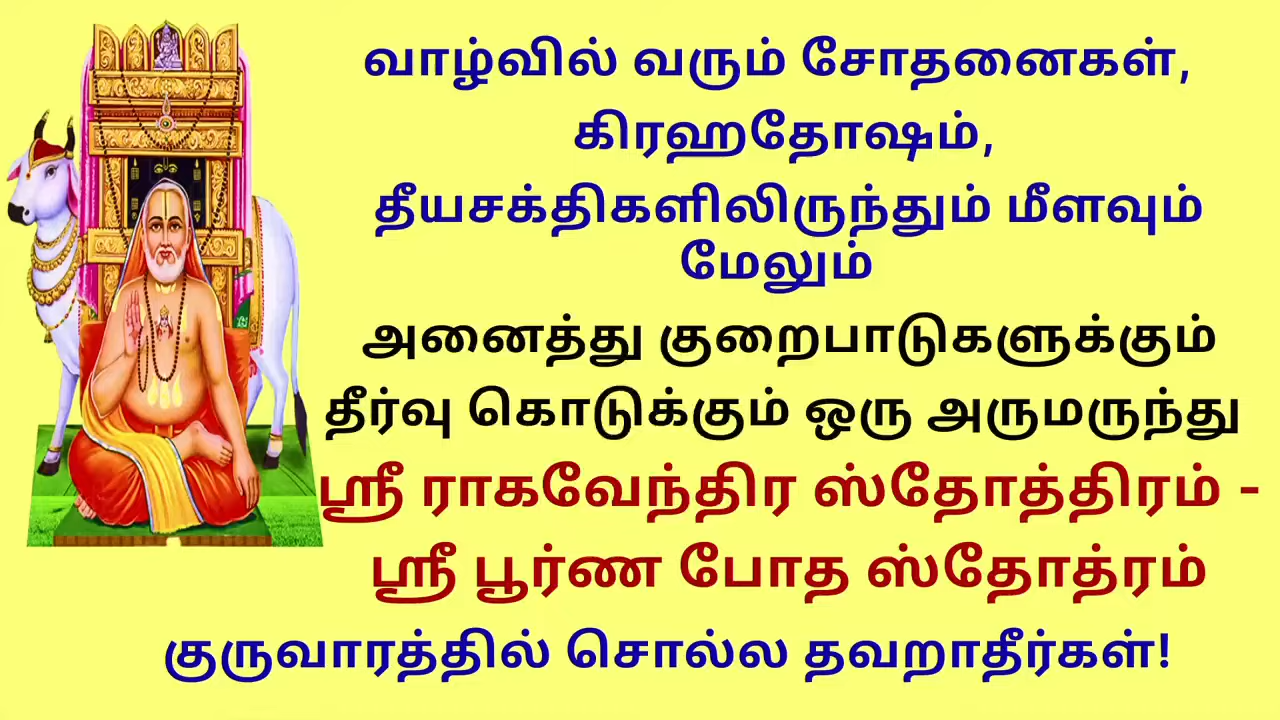 வாழ்வில் வரும் சோதனைகள்,
கிரஹதோஷம்,
தீயசக்திகளிலிருந்தும் மீளவும்
மேலும்
அனைத்து குறைபாடுகளுக்கும்
தீர்வு கொடுக்கும் ஒரு அருமருந்து
ஸ்ரீ ராகவேந்திர ஸ்தோத்திரம் -
ஸ்ரீ பூர்ண போத ஸ்தோத்ரம்
குருவாரத்தில் சொல்ல தவறாதீர்கள்!